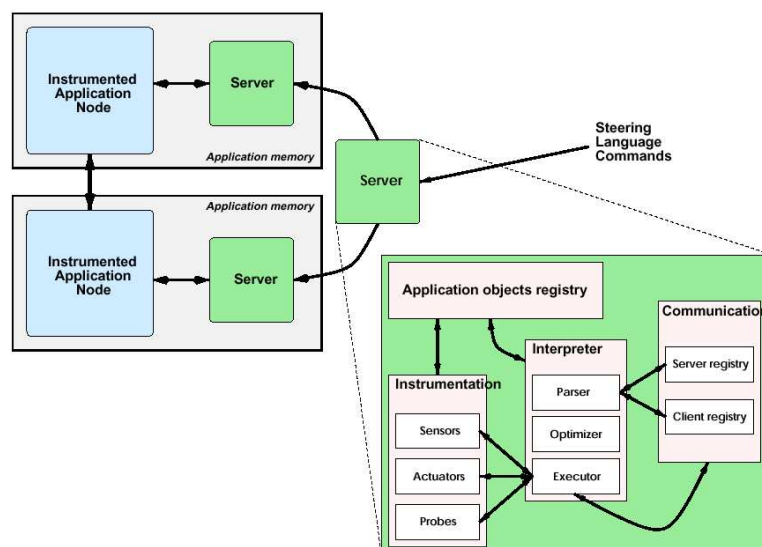 Instrumented
Application
Node
Server
Application memory
Steering
Language
Commands
Server
Application memory
Instrumented
Application
Node
Server
Application objects registry
Communication
Interpreter
Server registry
Instrumentation
Parser
Client registry
Sensors
Optimizer
Actuators
Executor
Probes